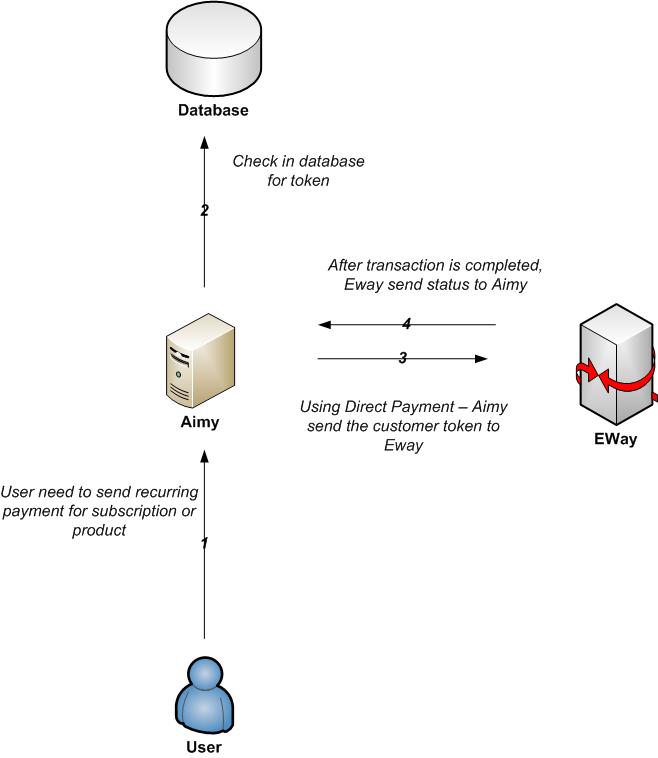 Database
Check in database
for token
2
After transaction is completed,
Eway send status to Aimy
4
3
Using Direct Payment – Aimy
send the customer token to
Eway
EWay
Aimy
User need to send recurring
payment for subscription or
product
1
User